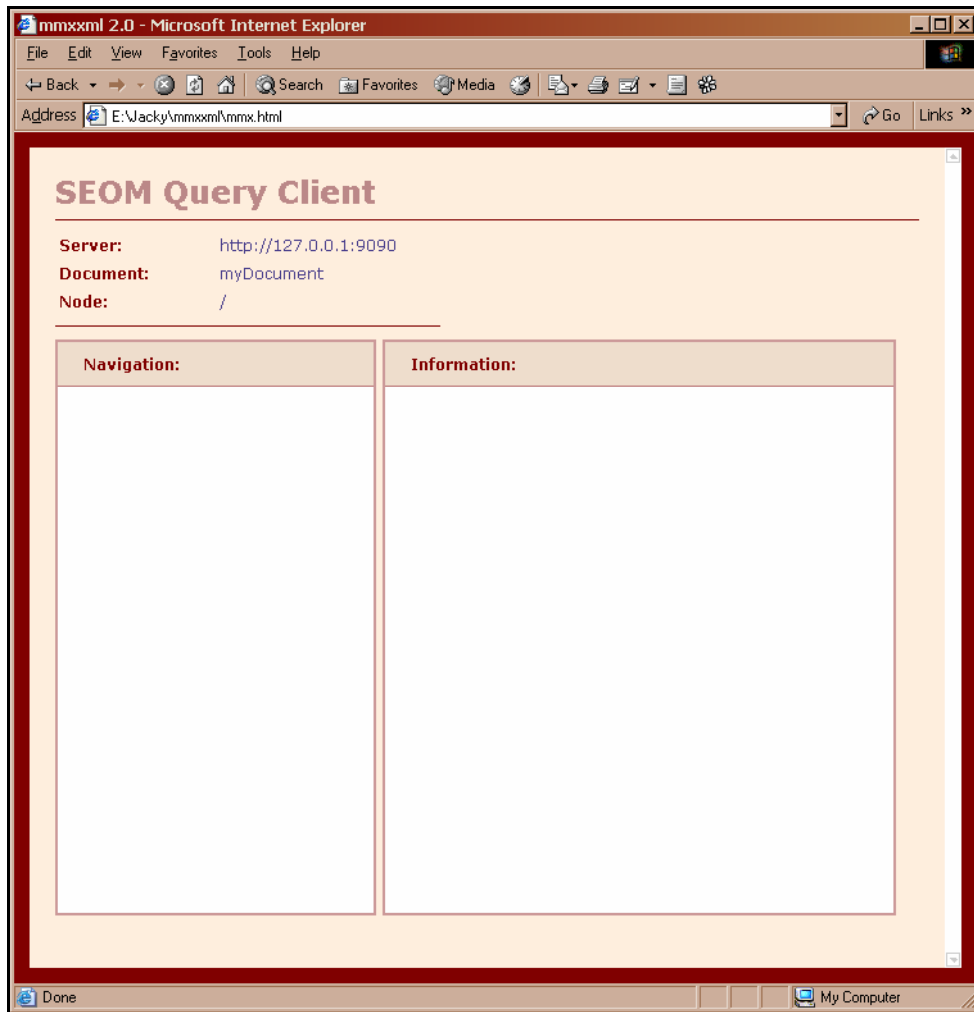 mmxxml 2.0 - Microsoft Internet Explorer
File Edit View Favorites Tools Help
Back Search Favorites Media
Address E:\Jacky\mmxxml\mmx.html Go Links »
SEOM Query Client
Server: http://127.0.0.1:9090
Document: myDocument
Node: /
Navigation: Information:
Done My Computer